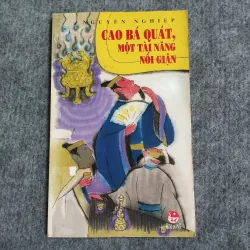 NGUYỄN NGHIỆP
CAO BÁ QUÁT,
MỘT TÀI NĂNG
NỔI GIẬN